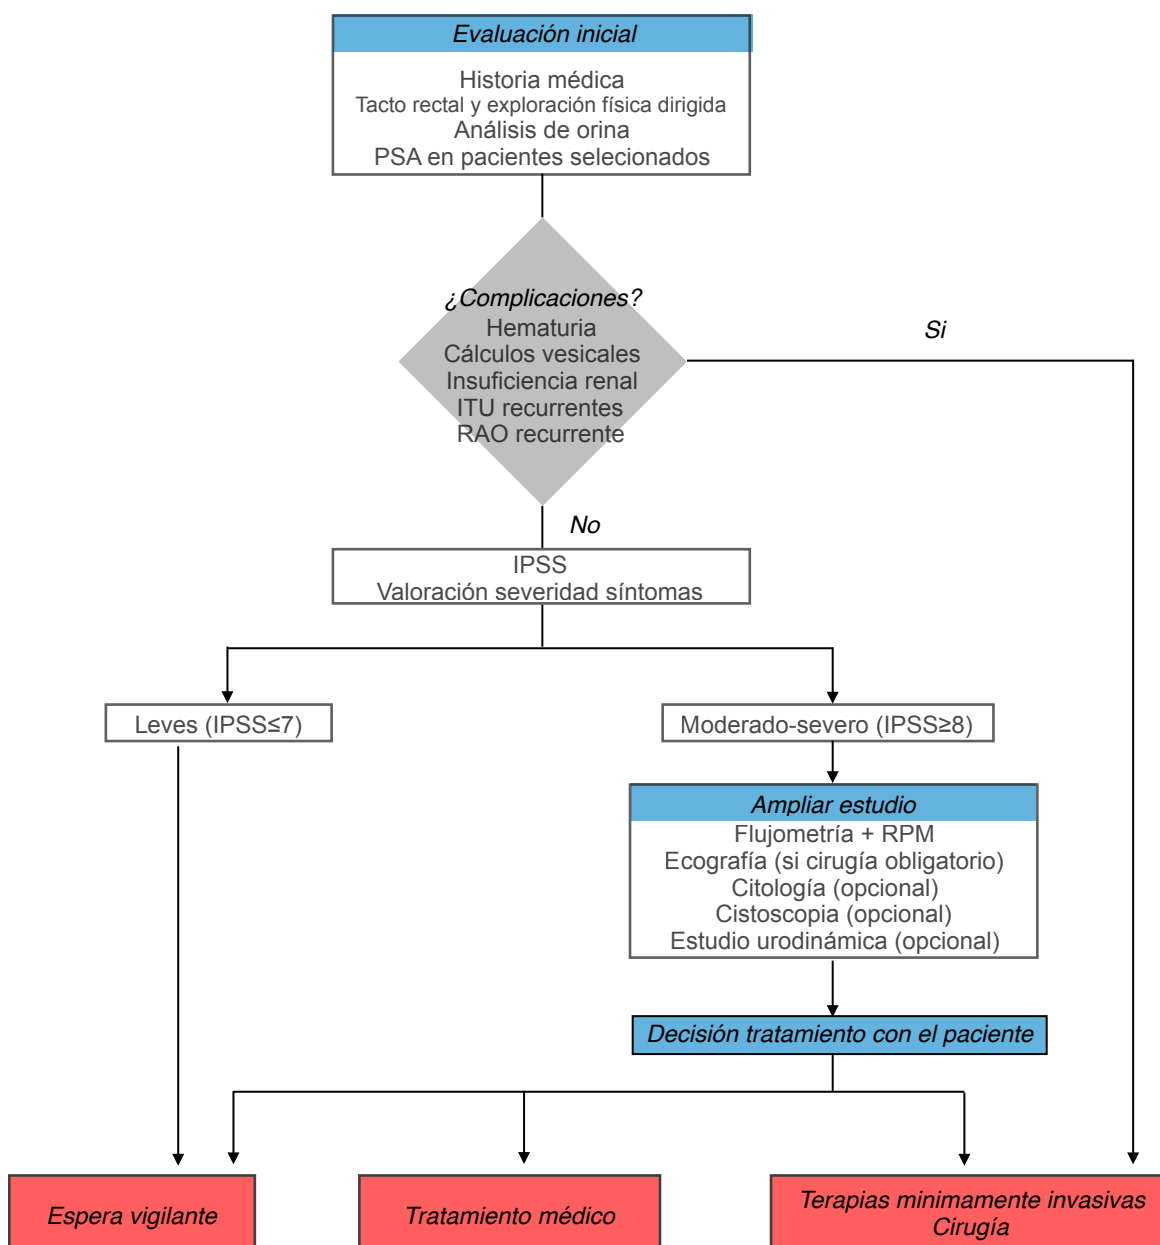 Evaluación inicial
Historia médica
Tacto rectal y exploración física dirigida
Análisis de orina
PSA en pacientes selecionados
¿Complicaciones?
Hematuria
Cálculos vesicales
Insuficiencia renal
ITU recurrentes
RAO recurrente
Si
No
IPSS
Valoración severidad síntomas
Leves (IPSS≤7)
Moderado-severo (IPSS≥8)
Ampliar estudio
Flujometría + RPM
Ecografía (si cirugía obligatorio)
Citología (opcional)
Cistoscopia (opcional)
Estudio urodinámica (opcional)
Decisión tratamiento con el paciente
Espera vigilante
Tratamiento médico
Terapias minimamente invasivas
Cirugía